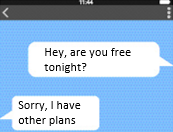 11:44
Hey, are you free
tonight?
Sorry, I have
other plans